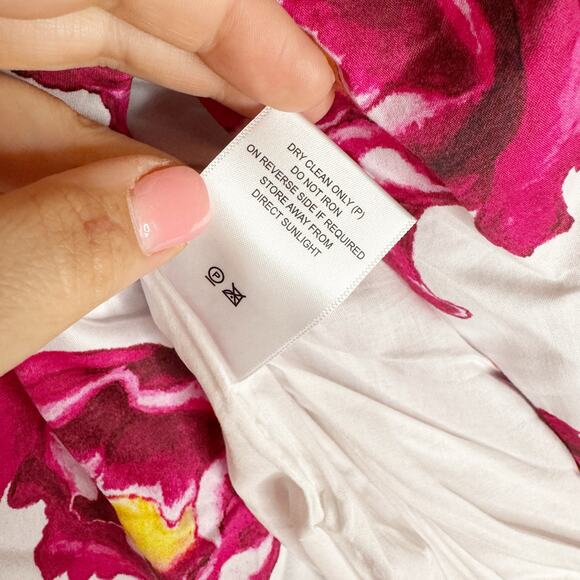 DRY CLEAN ONLY (P)
DO NOT IRON
ON REVERSE SIDE IF REQUIRED
STORE AWAY FROM
DIRECT SUNLIGHT
P